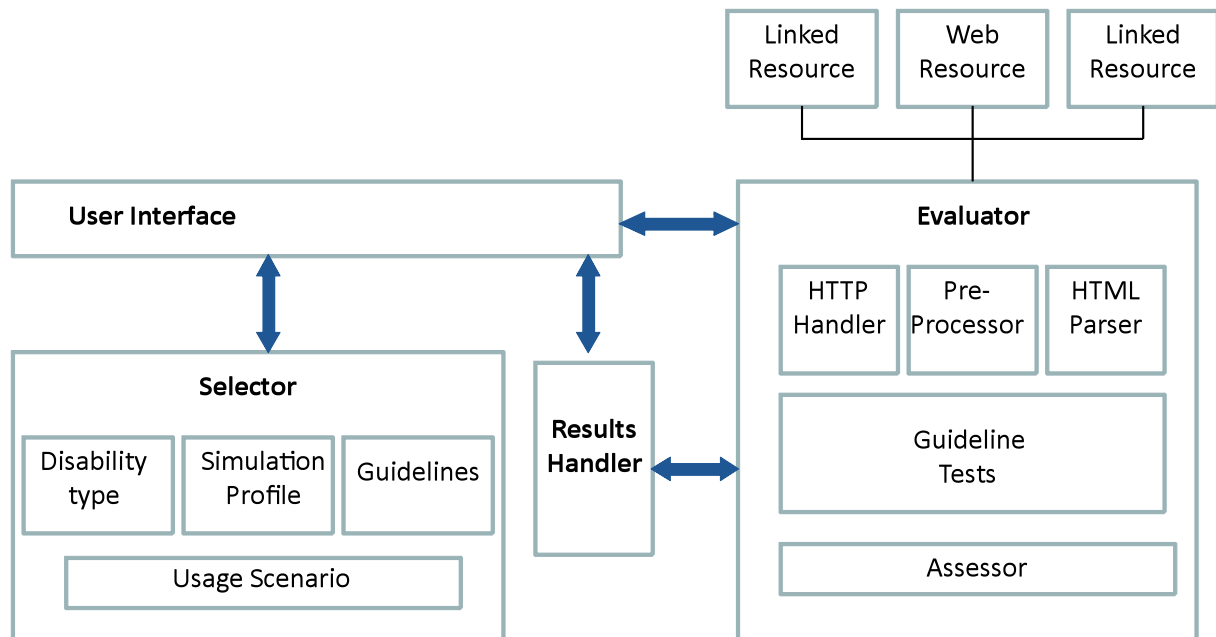 Linked
Resource
Web
Resource
Linked
Resource
User Interface
Evaluator
HTTP
Handler
Pre-
Processor
HTML
Parser
Selector
Disability
type
Simulation
Profile
Guidelines
Results
Handler
Guideline
Tests
Usage Scenario
Assessor